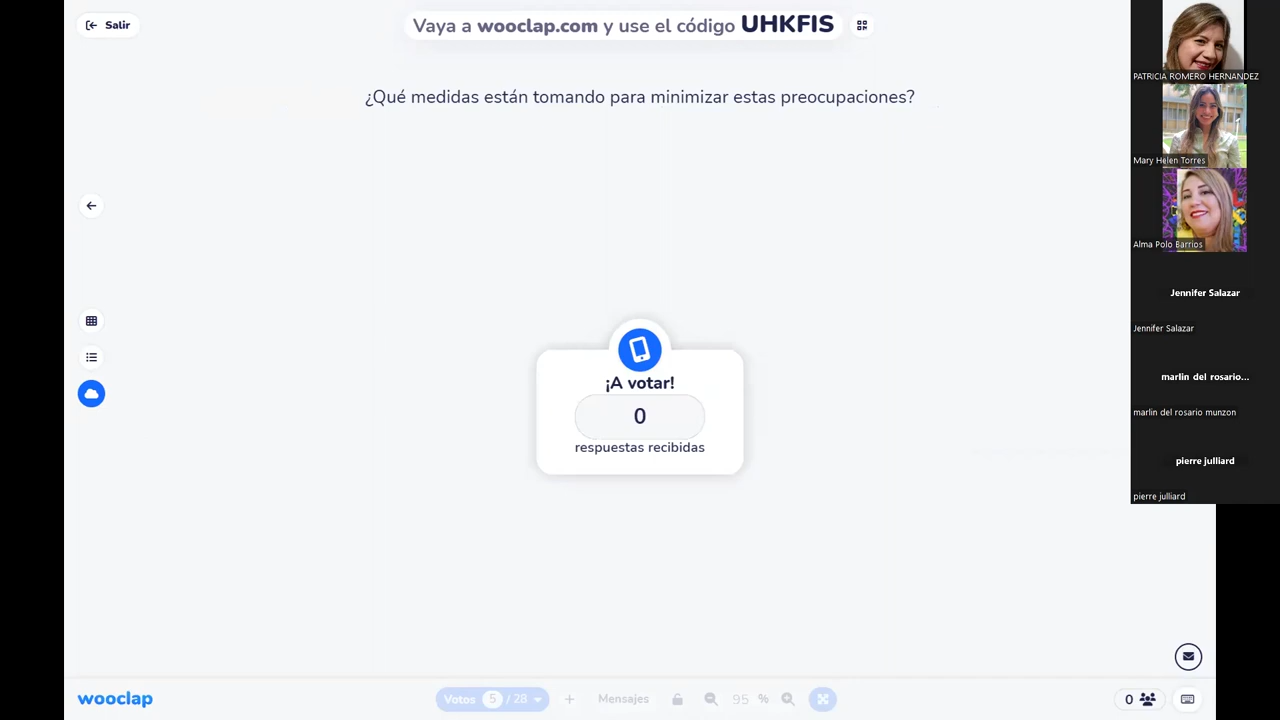 Salir
Vaya a wooclap.com y use el código UHKFIS
¿Qué medidas están tomando para minimizar estas preocupaciones?
¡A votar!
0
respuestas recibidas
wooclap
Votos 5 / 28
Mensajes
95 %
0
PATRICIA ROMERO HERNANDEZ
Mary Helen Torres
Alma Polo Barrios
Jennifer Salazar
Jennifer Salazar
marlin del rosario...
marlin del rosario munzon
pierre julliard
pierre julliard